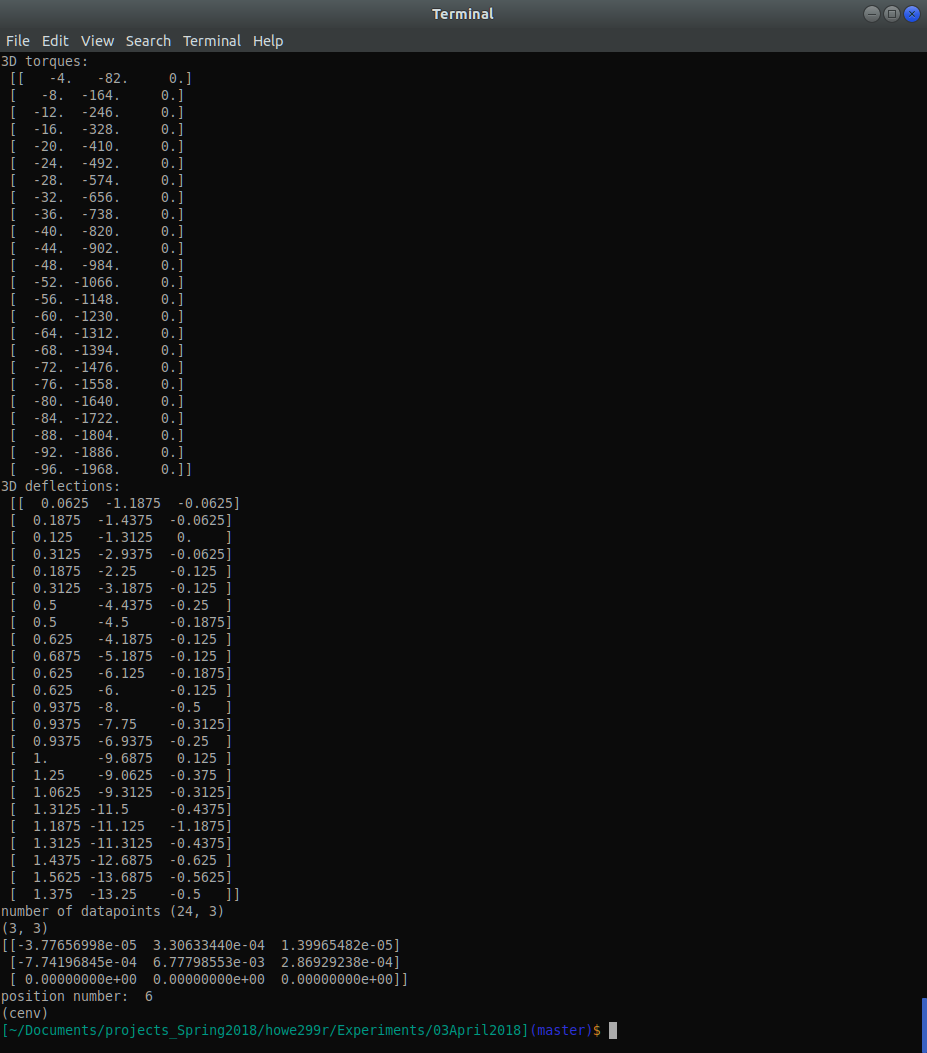 Terminal
File Edit View Search Terminal Help
3D torques:
 [[   -4.   -82.     0.]
 [   -8.  -164.     0.]
 [  -12.  -246.     0.]
 [  -16.  -328.     0.]
 [  -20.  -410.     0.]
 [  -24.  -492.     0.]
 [  -28.  -574.     0.]
 [  -32.  -656.     0.]
 [  -36.  -738.     0.]
 [  -40.  -820.     0.]
 [  -44.  -902.     0.]
 [  -48.  -984.     0.]
 [  -52. -1066.     0.]
 [  -56. -1148.     0.]
 [  -60. -1230.     0.]
 [  -64. -1312.     0.]
 [  -68. -1394.     0.]
 [  -72. -1476.     0.]
 [  -76. -1558.     0.]
 [  -80. -1640.     0.]
 [  -84. -1722.     0.]
 [  -88. -1804.     0.]
 [  -92. -1886.     0.]
 [  -96. -1968.     0.]]
3D deflections:
 [[  0.0625  -1.1875  -0.0625]
 [  0.1875  -1.4375  -0.0625]
 [  0.125   -1.3125   0.    ]
 [  0.3125  -2.9375  -0.0625]
 [  0.1875  -2.25    -0.125 ]
 [  0.3125  -3.1875  -0.125 ]
 [  0.5     -4.4375  -0.25  ]
 [  0.5     -4.5     -0.1875]
 [  0.625   -4.1875  -0.125 ]
 [  0.6875  -5.1875  -0.125 ]
 [  0.625   -6.125   -0.1875]
 [  0.625   -6.      -0.125 ]
 [  0.9375  -8.      -0.5   ]
 [  0.9375  -7.75    -0.3125]
 [  0.9375  -6.9375  -0.25  ]
 [  1.      -9.6875   0.125 ]
 [  1.25    -9.0625  -0.375 ]
 [  1.0625  -9.3125  -0.3125]
 [  1.3125 -11.5     -0.4375]
 [  1.1875 -11.125   -1.1875]
 [  1.3125 -11.3125  -0.4375]
 [  1.4375 -12.6875  -0.625 ]
 [  1.5625 -13.6875  -0.5625]
 [  1.375  -13.25    -0.5   ]]
number of datapoints (24, 3)
(3, 3)
[[-3.77656998e-05  3.30633440e-04  1.39965482e-05]
 [-7.74196845e-04  6.77798553e-03  2.86929238e-04]
 [ 0.00000000e+00  0.00000000e+00  0.00000000e+00]]
position number:  6
(cenv)
[~/Documents/projects_Spring2018/howe299r/Experiments/03April2018](master)$